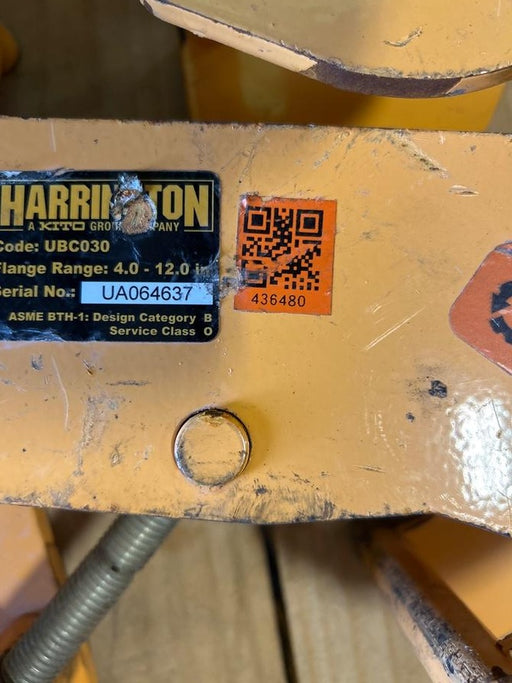 HARRINGTON
A KITO GROUP COMPANY
Code: UBC030
Flange Range: 4.0 - 12.0 in
Serial No.: UA064637
ASME BTH-1: Design Category B
Service Class O
436480